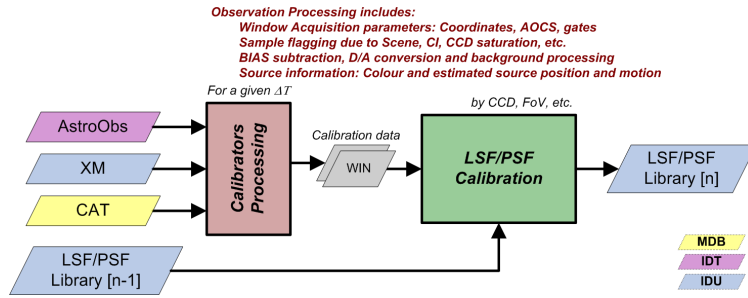 Observation Processing includes:
Window Acquisition parameters: Coordinates, AOCS, gates
Sample flagging due to Scene, CI, CCD saturation, etc.
BIAS subtraction, D/A conversion and background processing
Source information: Colour and estimated source position and motion
For a given ΔT
by CCD, FoV, etc.
AstroObs
XM
CAT
Calibrators
Processing
Calibration data
WIN
LSF/PSF
Calibration
LSF/PSF
Library [n]
LSF/PSF
Library [n-1]
MDB
IDT
IDU